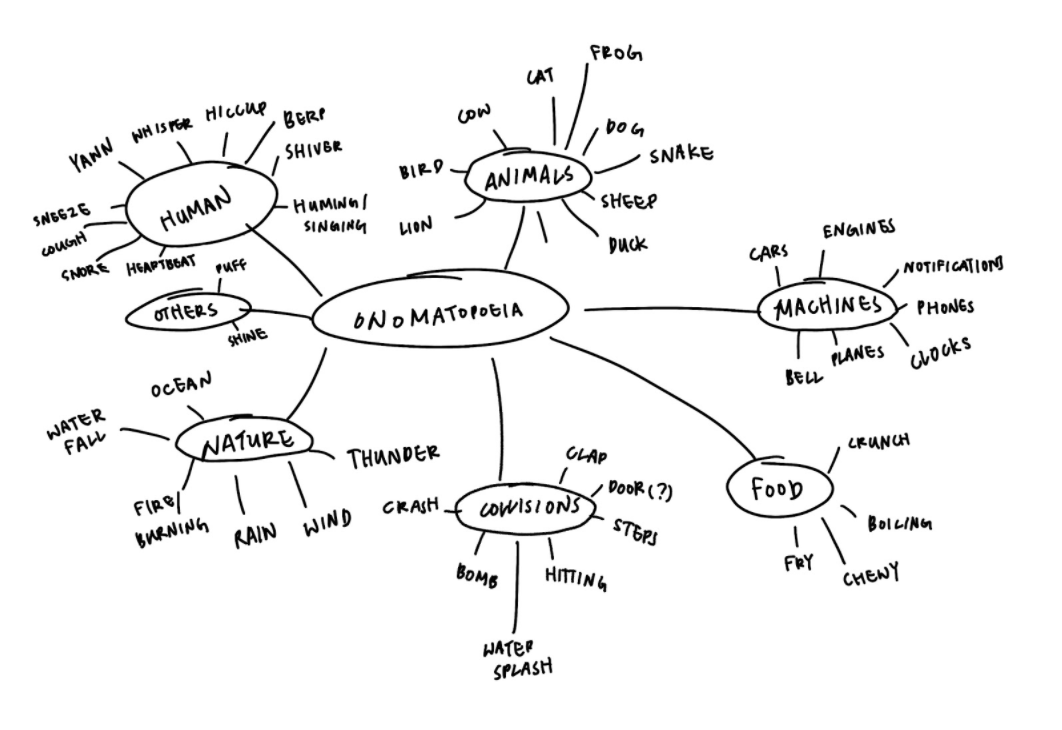 FROG
CAT
COW
DOG
SNAKE
BIRD
ANIMALS
SHEEP
LION
DUCK
HICCUP
WHISPER
BERP
YAWN
SHIVER
HUMAN
SNEEZE
HUMING/
SINGING
COUGH
SNORE
HEARTBEAT
PUFF
OTHERS
SHINE
ONOMATOPOEIA
ENGINES
CARS
NOTIFICATIONS
MACHINES
PHONES
BELL
PLANES
CLOCKS
OCEAN
WATER
FALL
NATURE
THUNDER
FIRE/
BURNING
RAIN
WIND
CLAP
CRASH
COLLISIONS
DOOR(?)
STEPS
BOMB
HITTING
WATER
SPLASH
CRUNCH
FOOD
BOILING
FRY
CHEWY